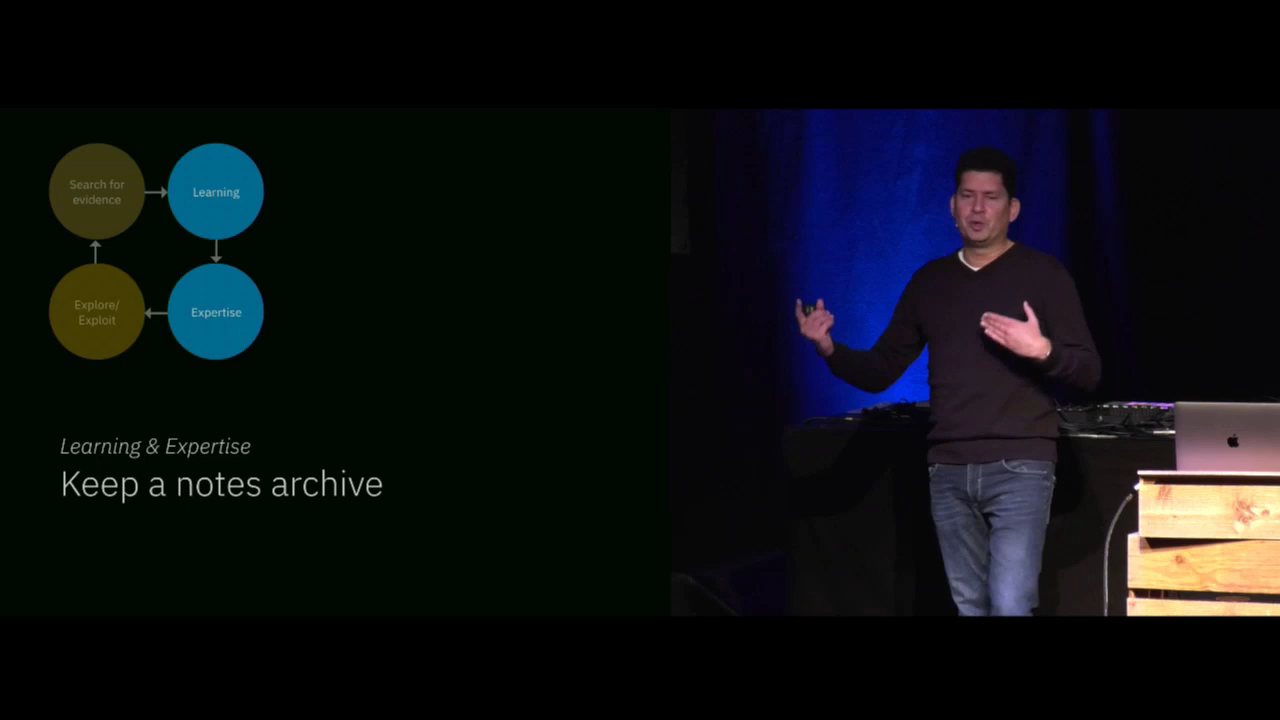 Search for
evidence
Learning
Explore/
Exploit
Expertise
Learning & Expertise
Keep a notes archive